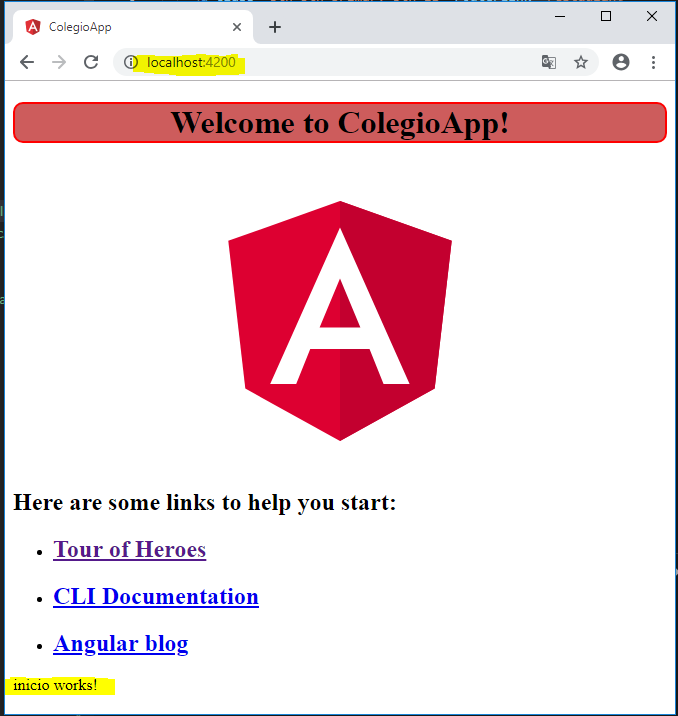 ColegioApp
localhost:4200
Welcome to ColegioApp!
Here are some links to help you start:
Tour of Heroes
CLI Documentation
Angular blog
inicio works!